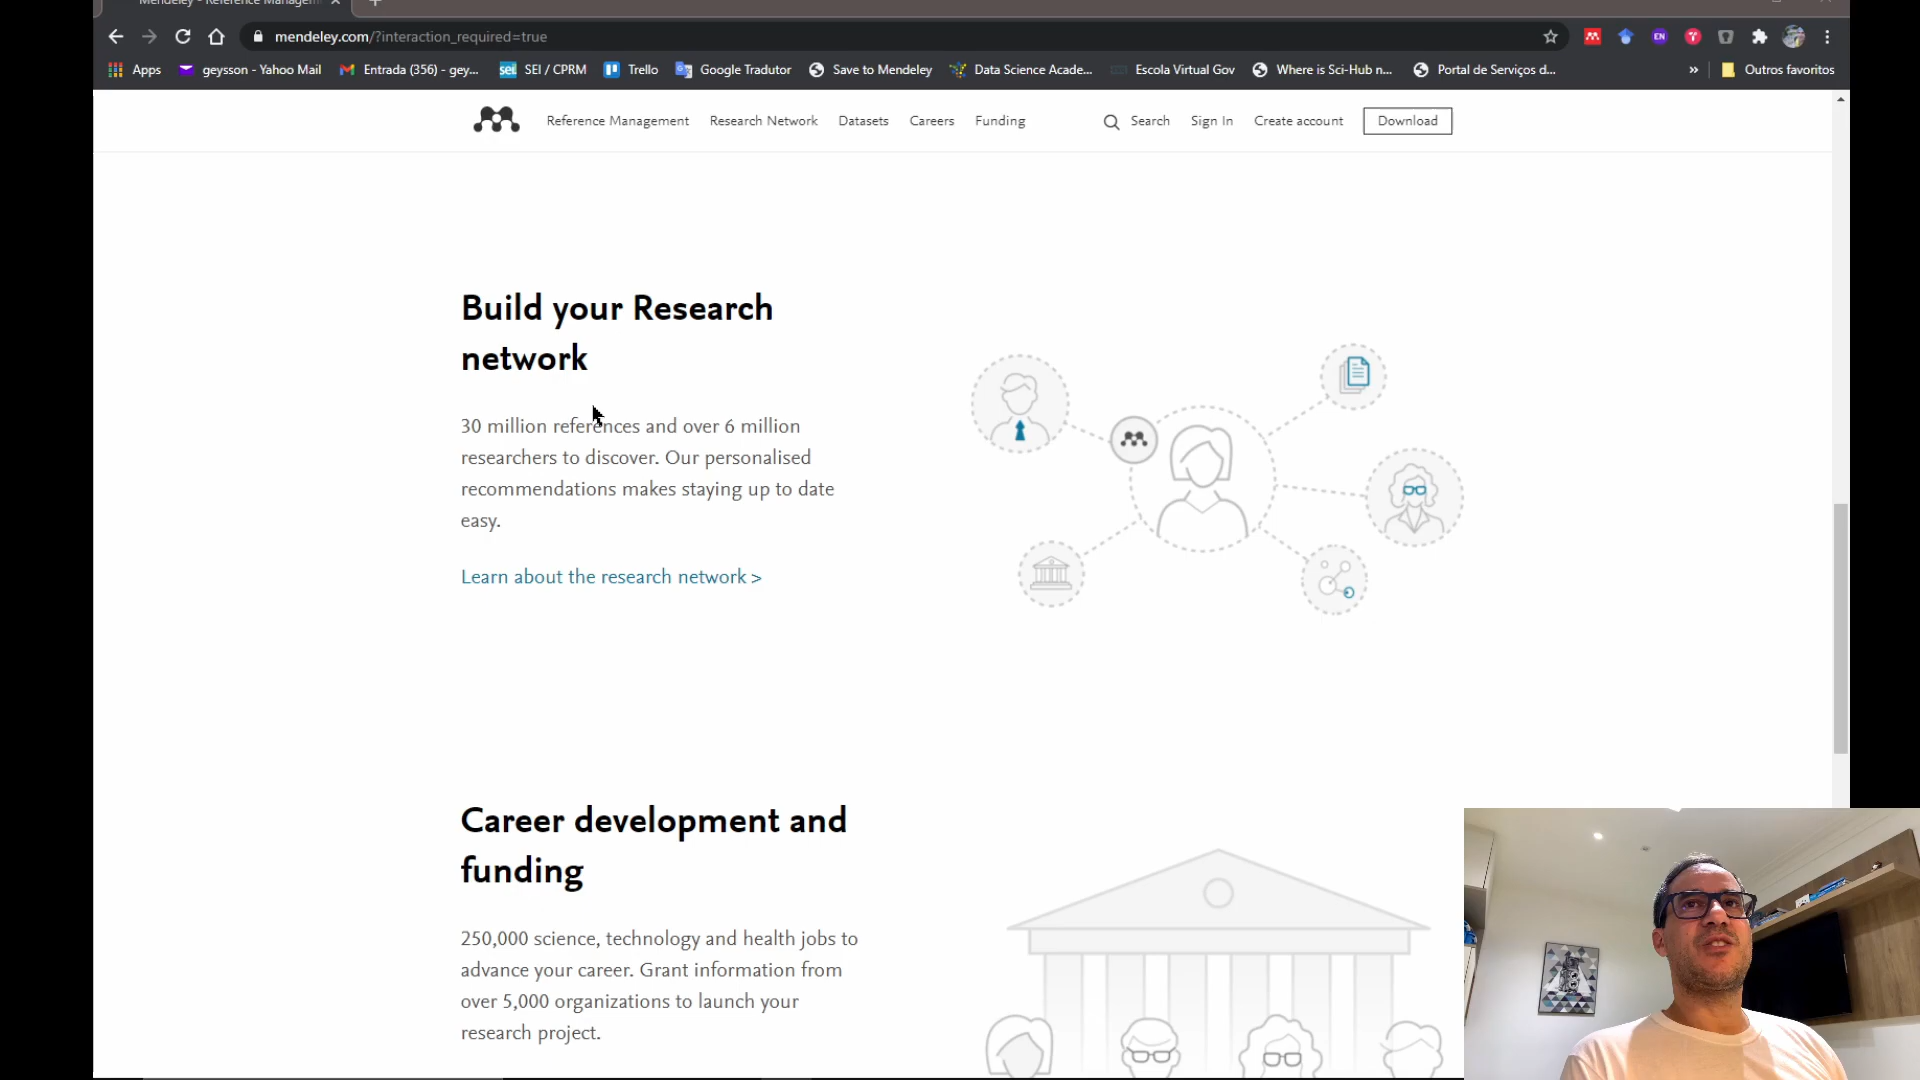 Mendeley - Reference Managem
mendeley.com/?interaction_required=true
Apps geysson - Yahoo Mail Entrada (356) - gey... sei. SEI / CPRM Trello Google Tradutor Save to Mendeley Data Science Acade... Escola Virtual Gov Where is Sci-Hub n... Portal de Serviços d... » Outros favoritos
Reference Management Research Network Datasets Careers Funding Search Sign In Create account Download
Build your Research
network
30 million references and over 6 million
researchers to discover. Our personalised
recommendations makes staying up to date
easy.
Learn about the research network >
Career development and
funding
250,000 science, technology and health jobs to
advance your career. Grant information from
over 5,000 organizations to launch your
research project.